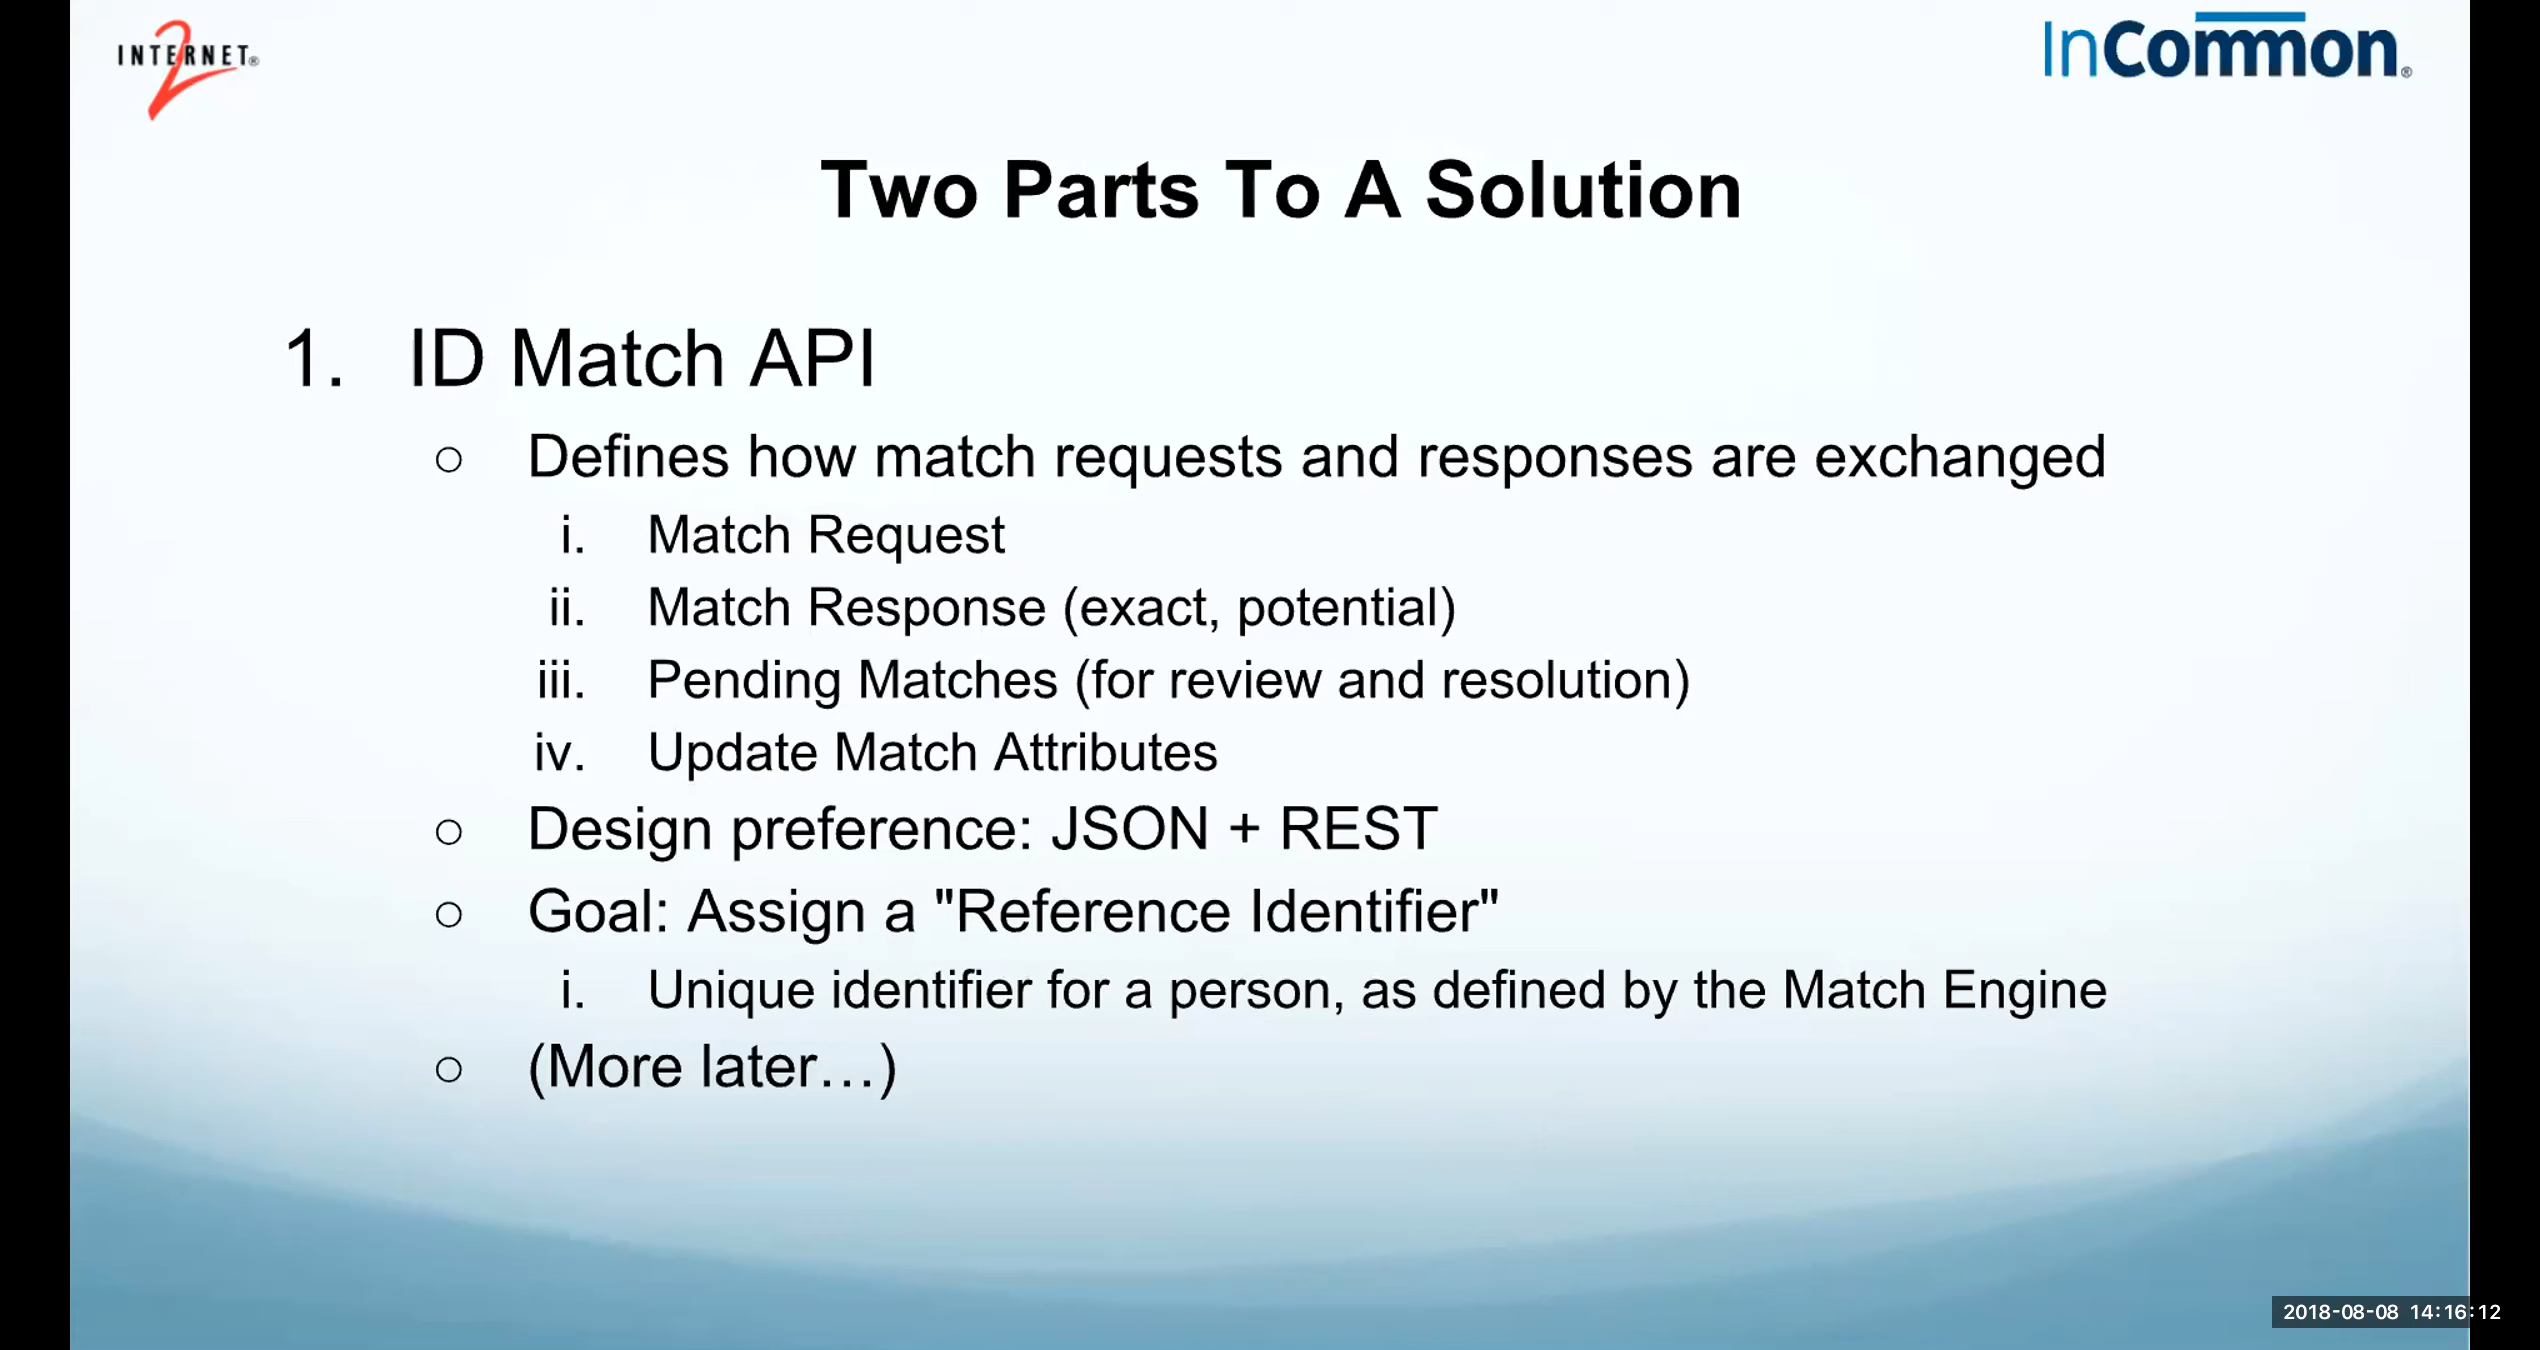 INTERNET®
2
InCommon®
Two Parts To A Solution
1. ID Match API
○ Defines how match requests and responses are exchanged
i. Match Request
ii. Match Response (exact, potential)
iii. Pending Matches (for review and resolution)
iv. Update Match Attributes
○ Design preference: JSON + REST
○ Goal: Assign a "Reference Identifier"
i. Unique identifier for a person, as defined by the Match Engine
○ (More later…)
2018-08-08 14:16:12